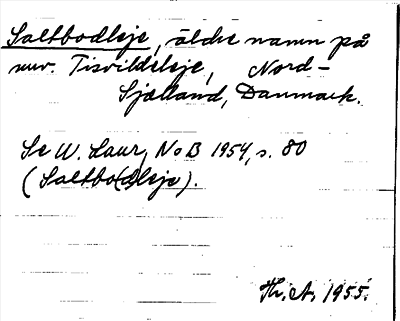 Saltbodleje, äldre namn på
nuv. Tisvildeleje, Nord-
Sjælland, Danmark.
Se W. Laur, NoB 1954, s. 80
(Saltbo(d)leje).
Th. A. 1955.